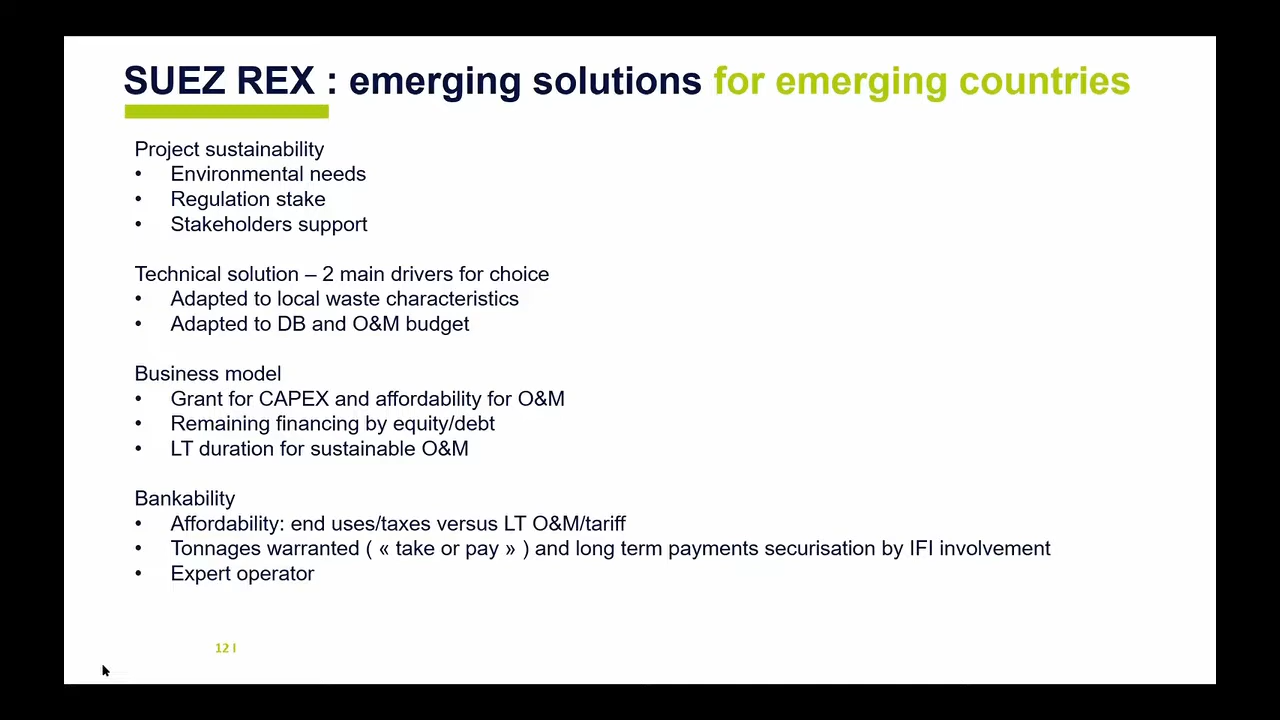 SUEZ REX : emerging solutions for emerging countries
Project sustainability
• Environmental needs
• Regulation stake
• Stakeholders support
Technical solution – 2 main drivers for choice
• Adapted to local waste characteristics
• Adapted to DB and O&M budget
Business model
• Grant for CAPEX and affordability for O&M
• Remaining financing by equity/debt
• LT duration for sustainable O&M
Bankability
• Affordability: end uses/taxes versus LT O&M/tariff
• Tonnages warranted ( « take or pay » ) and long term payments securisation by IFI involvement
• Expert operator
12 I